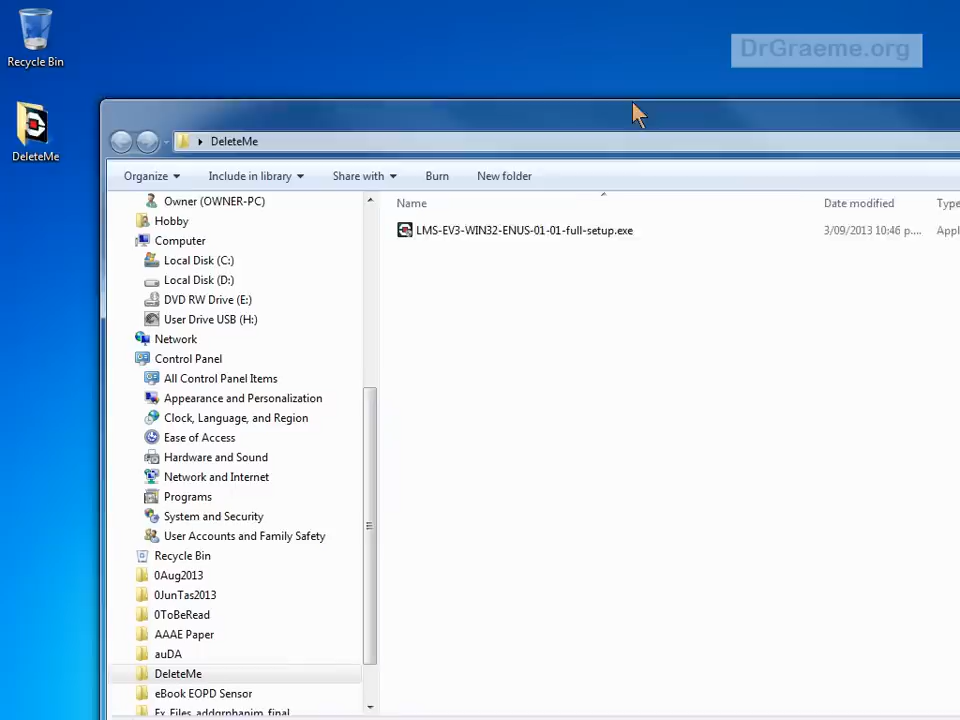 DrGraeme.org
Recycle Bin
DeleteMe
DeleteMe
Organize
Include in library
Share with
Burn
New folder
Name
Date modified
Type
Owner (OWNER-PC)
Hobby
Computer
Local Disk (C:)
Local Disk (D:)
DVD RW Drive (E:)
User Drive USB (H:)
Network
Control Panel
All Control Panel Items
Appearance and Personalization
Clock, Language, and Region
Ease of Access
Hardware and Sound
Network and Internet
Programs
System and Security
User Accounts and Family Safety
Recycle Bin
0Aug2013
0JunTas2013
0ToBeRead
AAAE Paper
auDA
DeleteMe
eBook EOPD Sensor
LMS-EV3-WIN32-ENUS-01-01-full-setup.exe
3/09/2013 10:46 p....
Appl